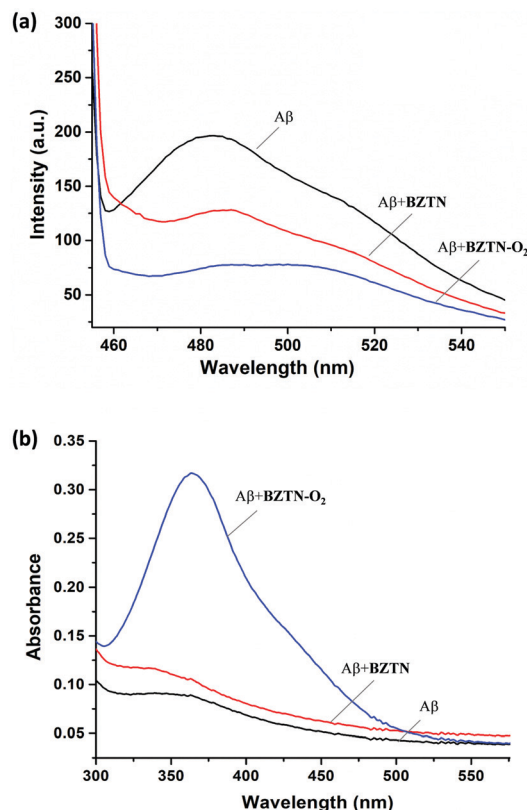 (a)
300
250
200
150
100
50
Intensity (a.u.)
Aβ
Aβ+BZTN
Aβ+BZTN-O₂
460 480 500 520 540
Wavelength (nm)
(b)
0.35
0.30
0.25
0.20
0.15
0.10
0.05
Absorbance
Aβ+BZTN-O₂
Aβ+BZTN
Aβ
300 350 400 450 500 550
Wavelength (nm)